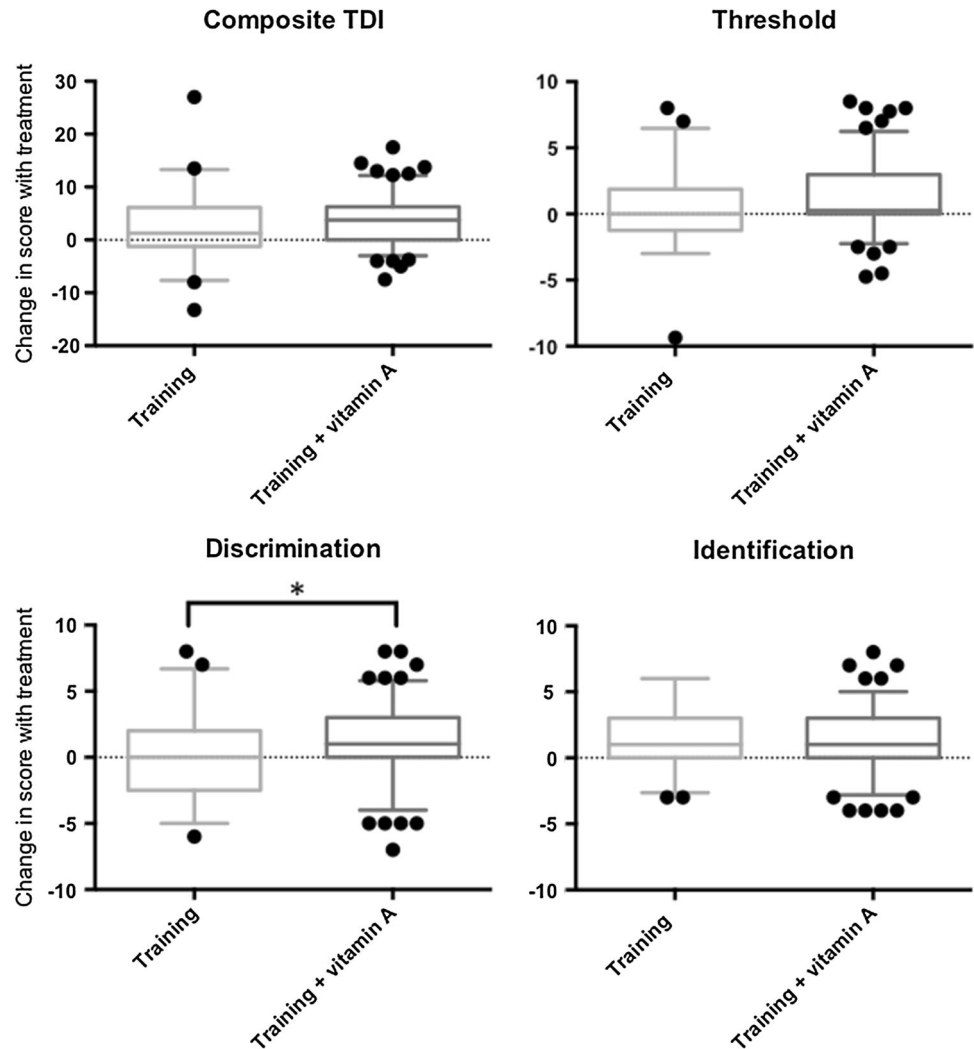 Composite TDI
Change in score with treatment
30
20
10
0
-10
-20
Training
Training + vitamin A
Threshold
10
5
0
-5
-10
Training
Training + vitamin A
Discrimination
*
Change in score with treatment
10
5
0
-5
-10
Training
Training + vitamin A
Identification
10
5
0
-5
-10
Training
Training + vitamin A